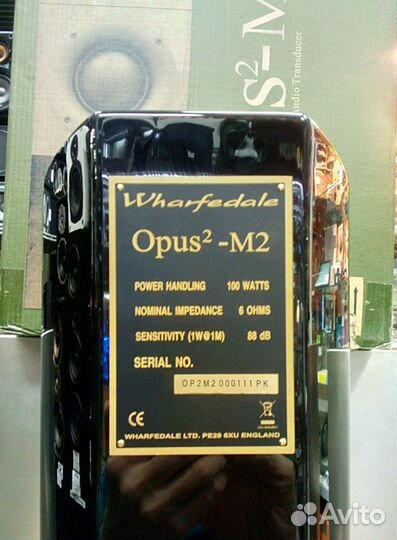 S²-M
Audio Transducer
Wharfedale
Opus² -M2
POWER HANDLING 100 WATTS
NOMINAL IMPEDANCE 6 OHMS
SENSITIVITY (1W@1M) 88 dB
SERIAL NO.
OP2M2000111PK
CE
WHARFEDALE LTD. PE29 6XU ENGLAND
Avito